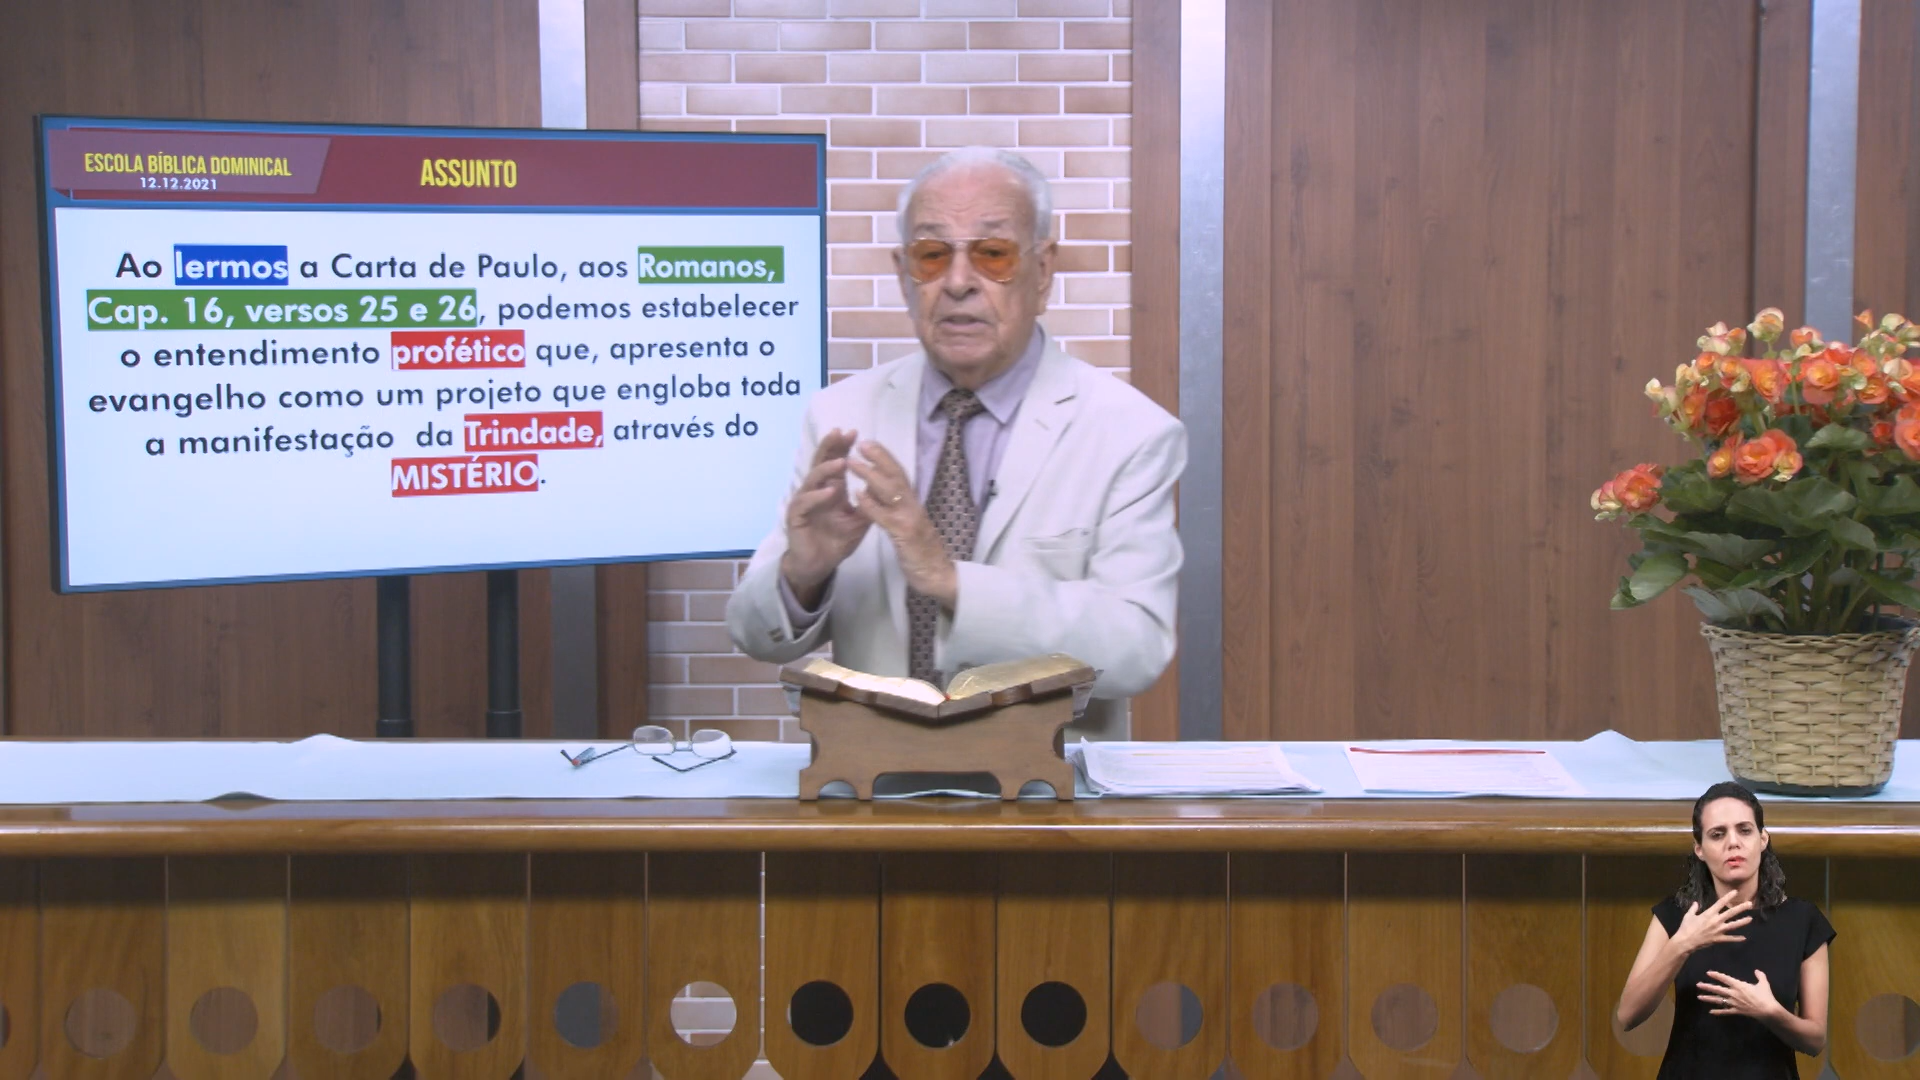 ESCOLA BÍBLICA DOMINICAL
12.12.2021
ASSUNTO
Ao lermos a Carta de Paulo, aos Romanos,
Cap. 16, versos 25 e 26, podemos estabelecer
o entendimento profético que, apresenta o
evangelho como um projeto que engloba toda
a manifestação da Trindade, através do
MISTÉRIO.